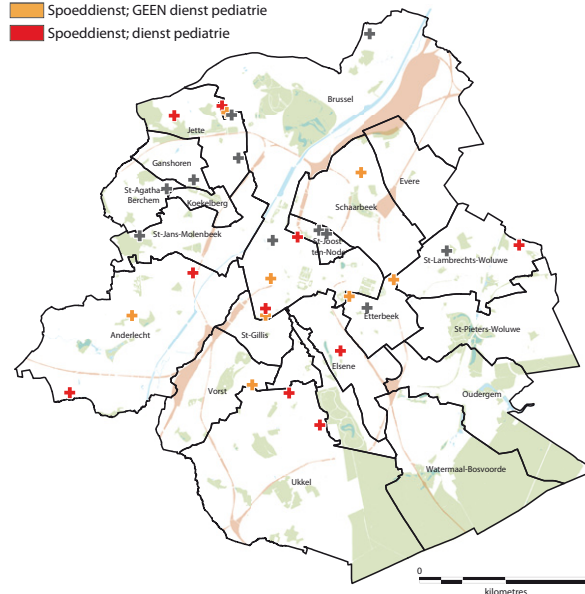 Spoeddienst; GEEN dienst pediatrie
Spoeddienst; dienst pediatrie
Brussel
Jette
Ganshoren
Evere
St-Agatha
Berchem
Koekelberg
Schaarbeek
St-Jans-Molenbeek
St-Joost
ten-Node
St-Lambrechts-Woluwe
Etterbeek
St-Pieters-Woluwe
Anderlecht
St-Gillis
Elsene
Vorst
Oudergem
Watermaal-Bosvoorde
Ukkel
0
kilometres